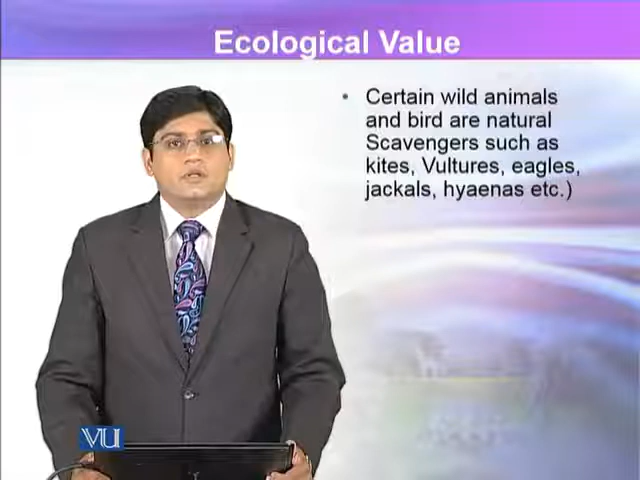 Ecological Value
• Certain wild animals
and bird are natural
Scavengers such as
kites, Vultures, eagles,
jackals, hyaenas etc.)
VU